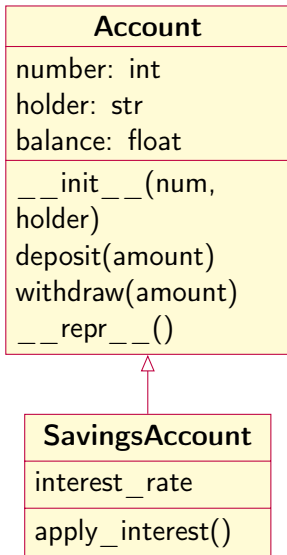 Account
number: int
holder: str
balance: float
__init__(num,
holder)
deposit(amount)
withdraw(amount)
__repr__()
SavingsAccount
interest_rate
apply_interest()